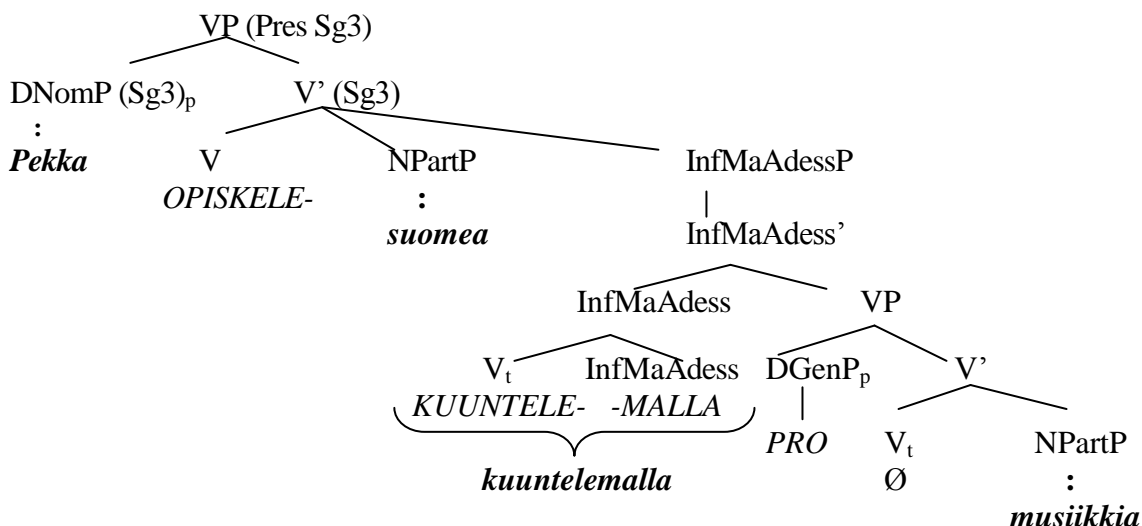 VP (Pres Sg3)
DNomP (Sg3)p V’ (Sg3)
: 
Pekka V NPartP InfMaAdessP
OPISKELE- :
suomea InfMaAdess’
InfMaAdess VP
Vt InfMaAdess DGenPp V’
KUUNTELE- -MALLA
PRO Vt NPartP
kuuntelemalla Ø :
musiikkia